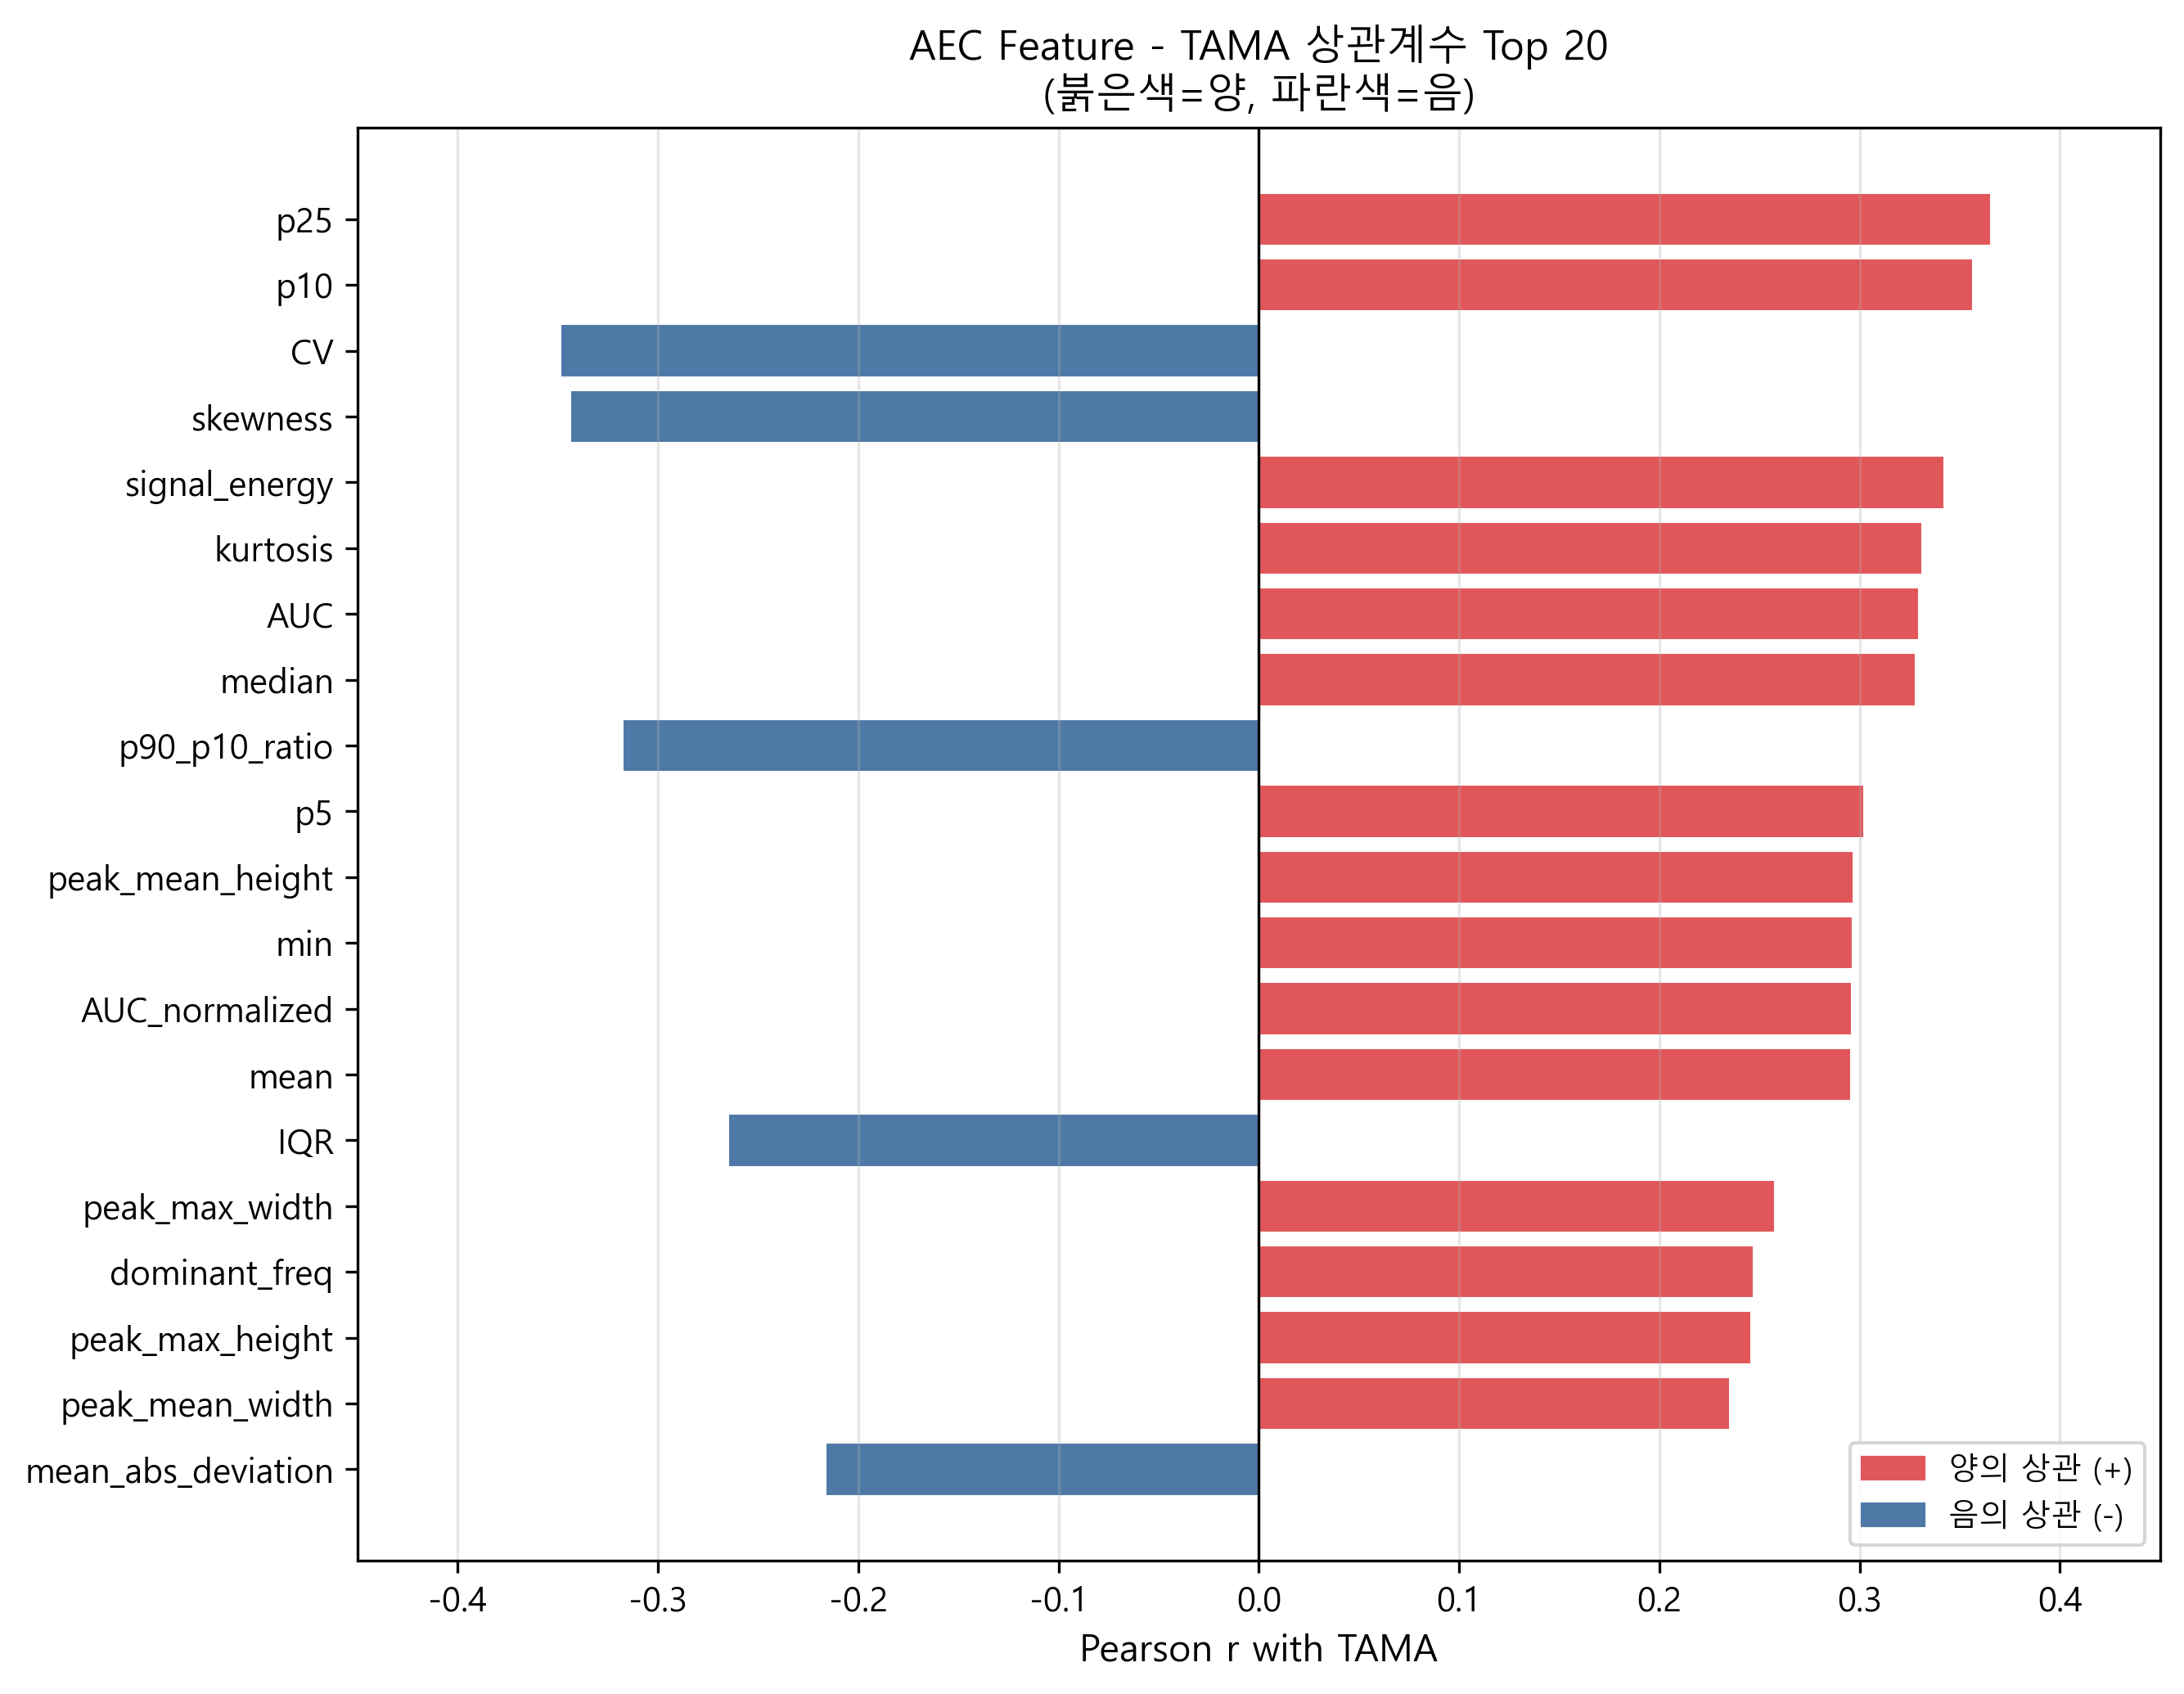 AEC Feature - TAMA 상관계수 Top 20
(붉은색=양, 파란색=음)
p25
p10
CV
skewness
signal_energy
kurtosis
AUC
median
p90_p10_ratio
p5
peak_mean_height
min
AUC_normalized
mean
IQR
peak_max_width
dominant_freq
peak_max_height
peak_mean_width
mean_abs_deviation
양의 상관 (+)
음의 상관 (-)
-0.4 -0.3 -0.2 -0.1 0.0 0.1 0.2 0.3 0.4
Pearson r with TAMA